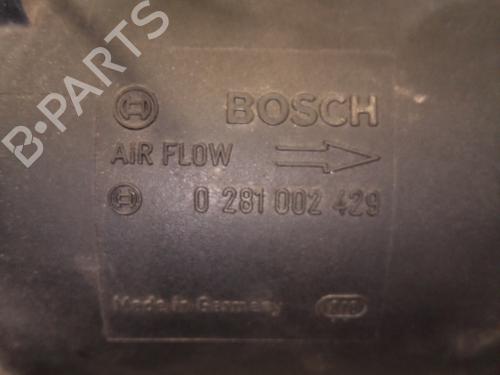 B·PARTS
BOSCH
AIR FLOW
0 281 002 429
Made in Germany